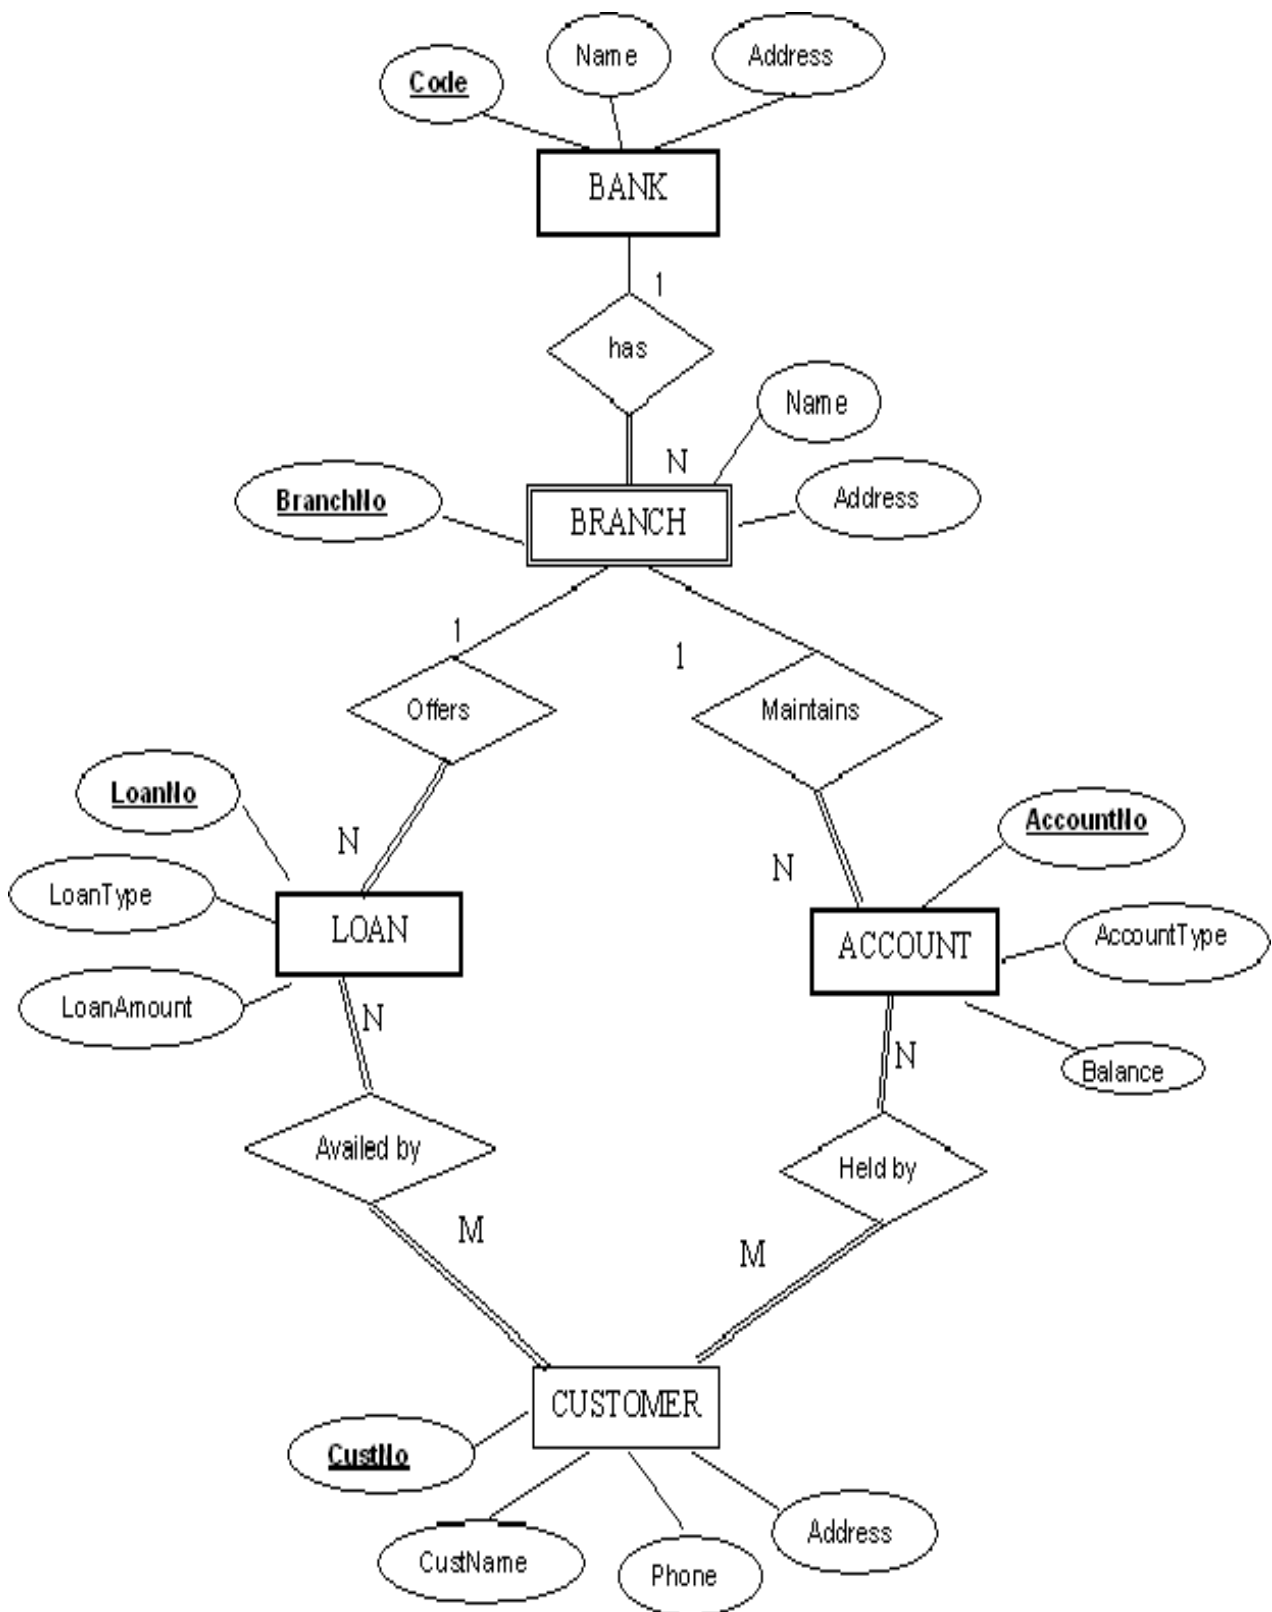 Name
Address
Code
BANK
1
has
Name
N
BranchNo
Address
BRANCH
1
1
Offers
Maintains
LoanNo
AccountNo
N
N
LoanType
LOAN
AccountType
ACCOUNT
LoanAmount
N
N
Balance
Availed by
Held by
M
M
CUSTOMER
CustNo
Address
CustName
Phone